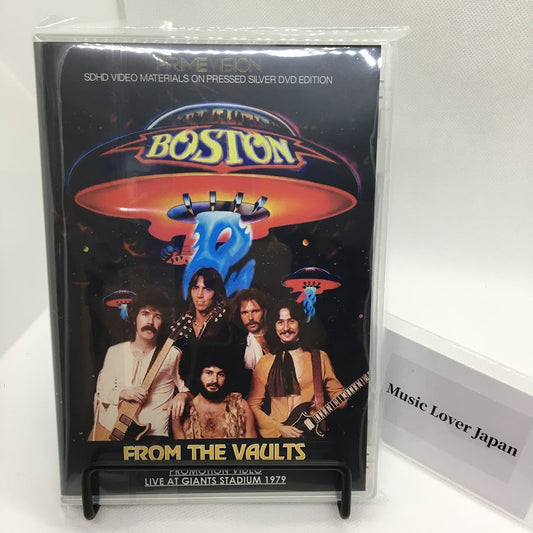 PRIME VISION
SDHD VIDEO MATERIALS ON PRESSED SILVER DVD EDITION
BOSTON
FROM THE VAULTS
PROMOTION VIDEO
LIVE AT GIANTS STADIUM 1979
Music Lover Japan